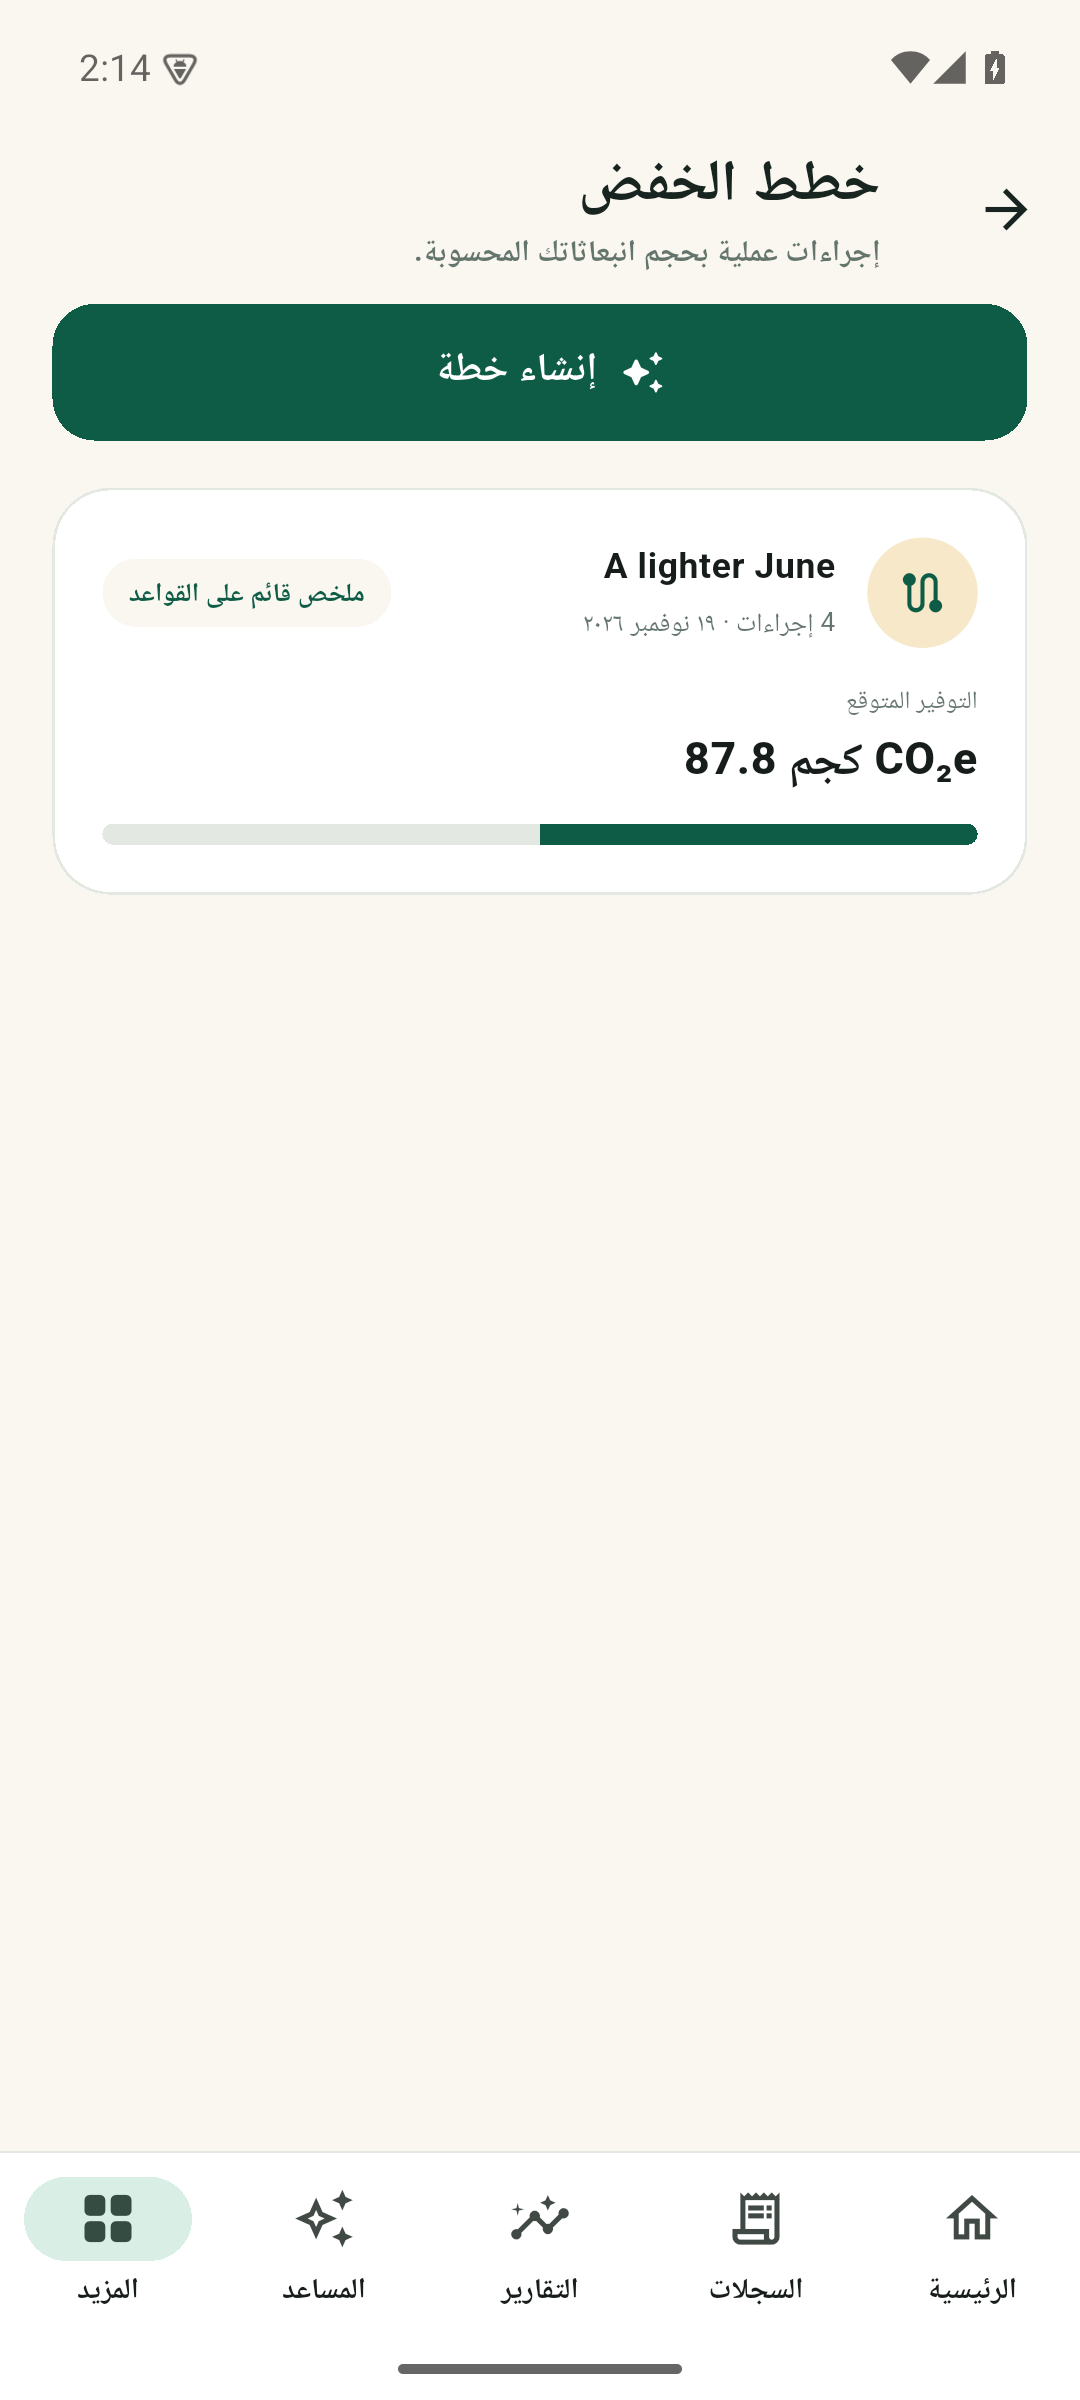 2:14
خطط الخفض
إجراءات عملية بحجم انبعاثاتك المحسوبة.
إنشاء خطة
A lighter June
4 إجراءات · ١٩ نوفمبر ٢٠٢٦
ملخص قائم على القواعد
التوفير المتوقع
87.8 كجم CO₂e
الرئيسية
السجلات
التقارير
المساعد
المزيد